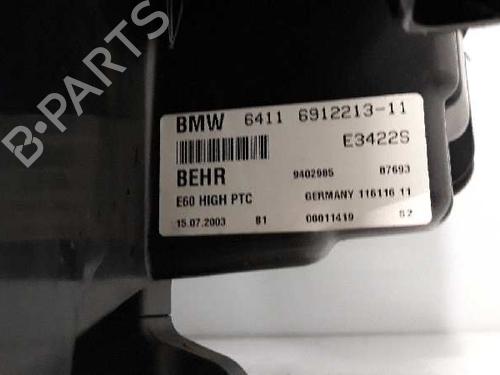 BMW 6411 6912213-11
E3422S
BEHR 9402985 87693
E60 HIGH PTC GERMANY 116116 11
15.07.2003 81 00011419 S2
B-PARTS